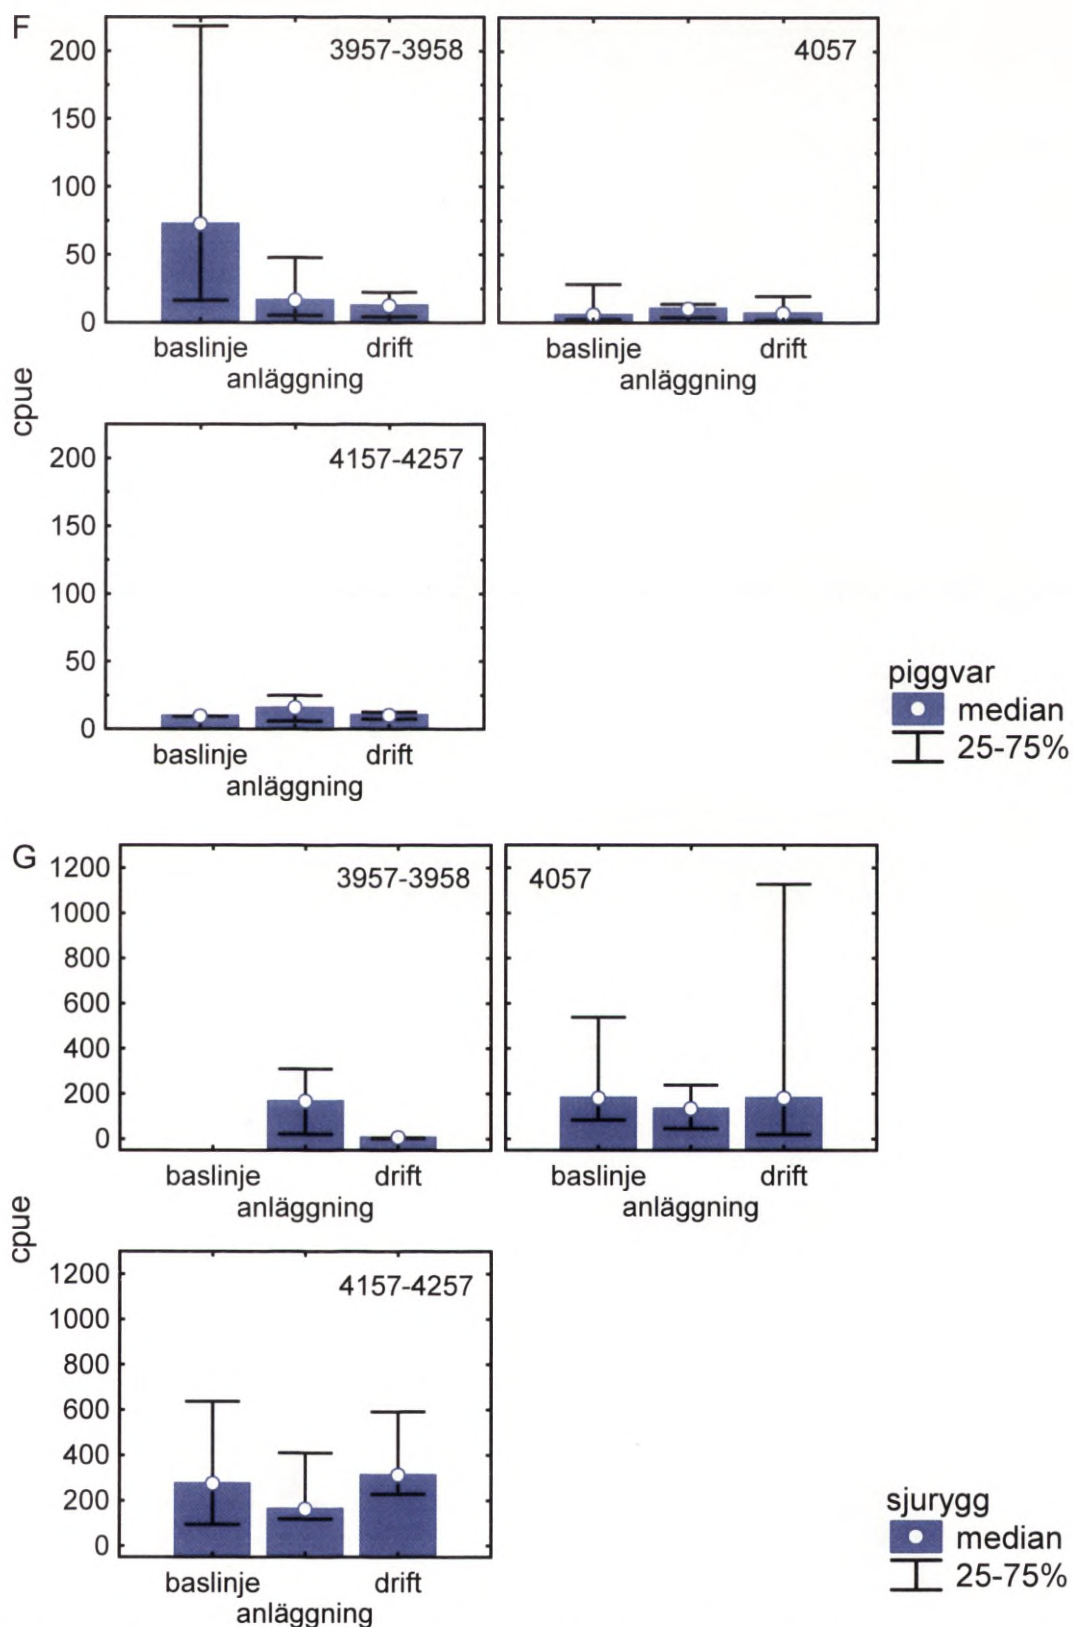 F
200
150
100
50
0
3957-3958
4057
baslinje
drift
anläggning
baslinje
drift
anläggning
cpue
200
150
100
50
0
4157-4257
baslinje
drift
anläggning
piggvar
median
25-75%
G
1200
1000
800
600
400
200
0
3957-3958
4057
baslinje
drift
anläggning
baslinje
drift
anläggning
cpue
1200
1000
800
600
400
200
0
4157-4257
baslinje
drift
anläggning
sjurygg
median
25-75%